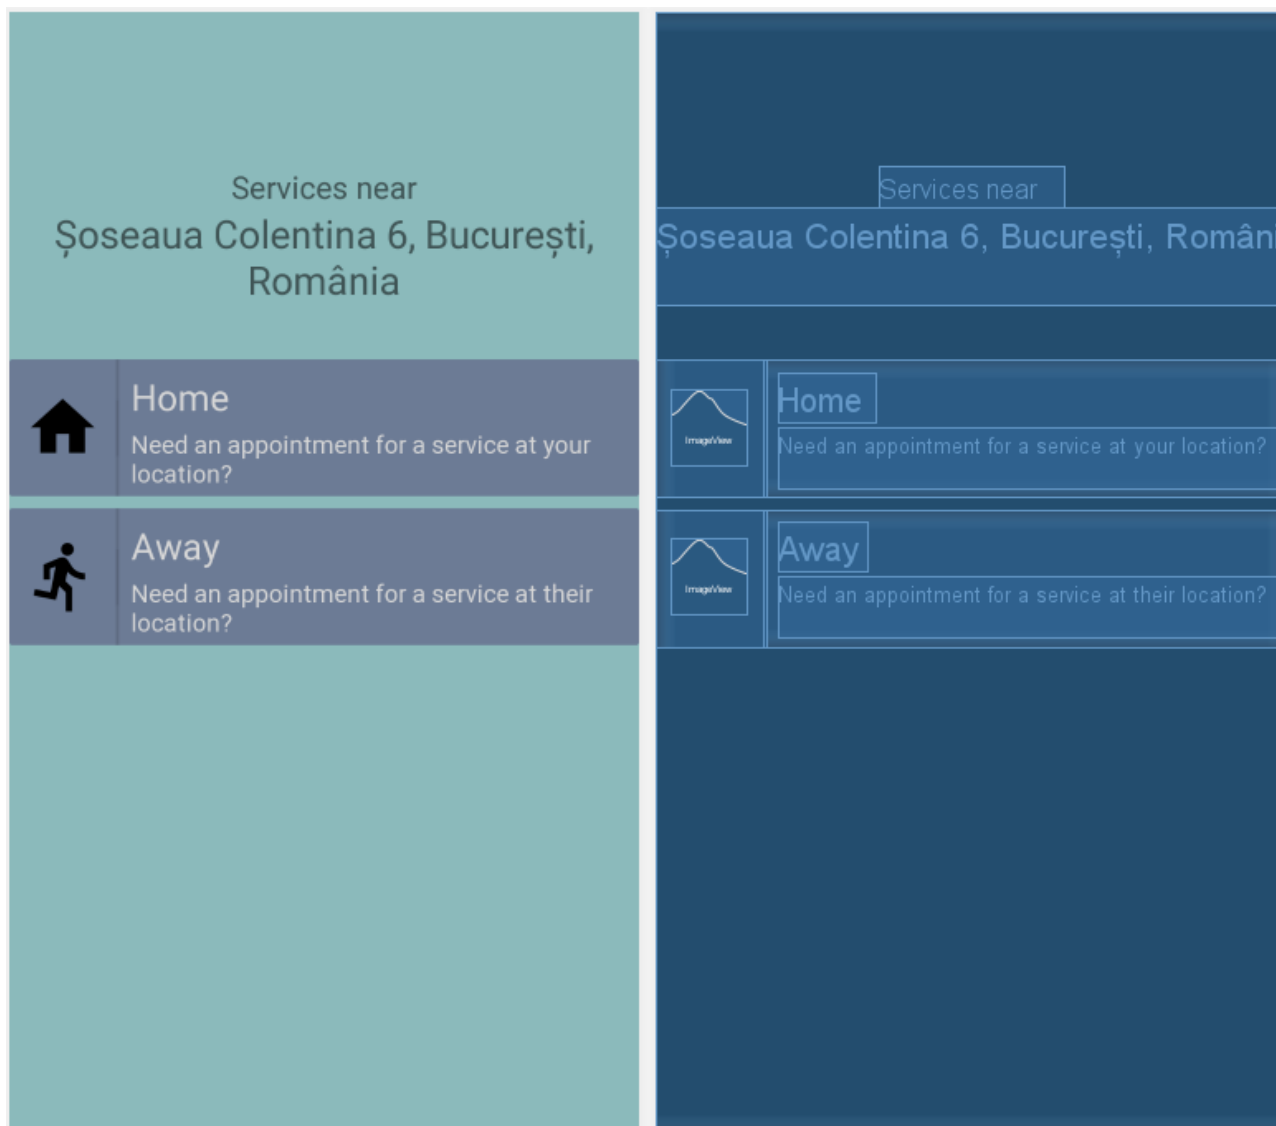 Services near
Șoseaua Colentina 6, București,
România
Home
Need an appointment for a service at your
location?
Away
Need an appointment for a service at their
location?
Services near
Șoseaua Colentina 6, București, Români
ImageView
Home
Need an appointment for a service at your location?
ImageView
Away
Need an appointment for a service at their location?